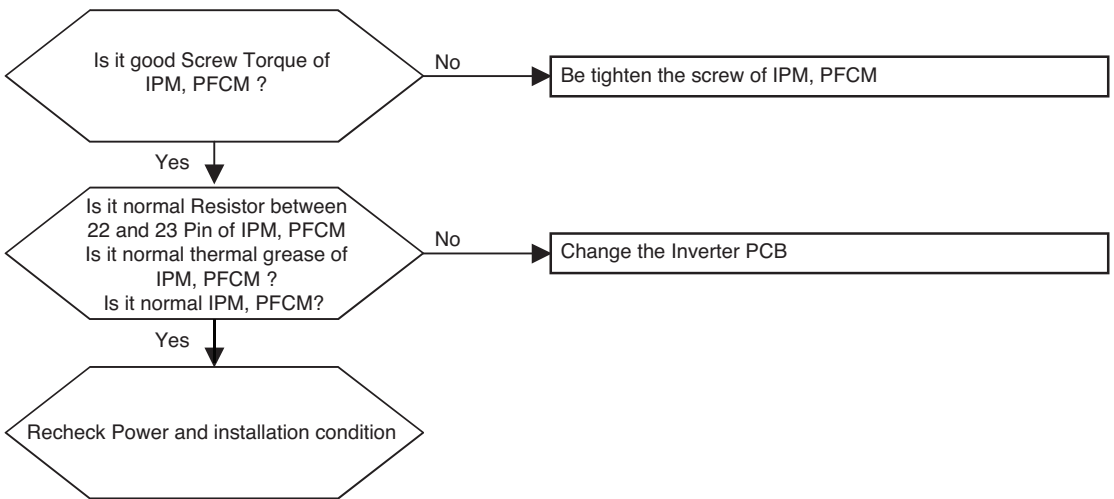 Is it good Screw Torque of
IPM, PFCM ?
No
Be tighten the screw of IPM, PFCM
Yes
Is it normal Resistor between
22 and 23 Pin of IPM, PFCM
Is it normal thermal grease of
IPM, PFCM ?
Is it normal IPM, PFCM?
No
Change the Inverter PCB
Yes
Recheck Power and installation condition